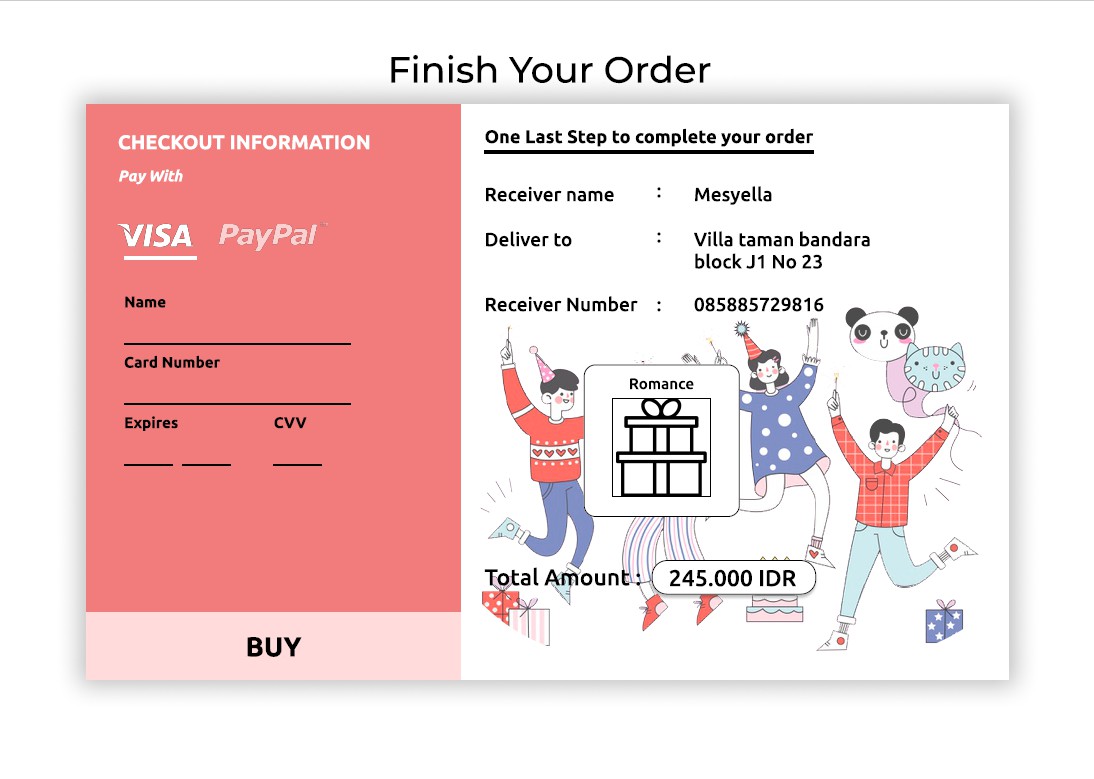 Finish Your Order
CHECKOUT INFORMATION
Pay With
VISA PayPal
Name
Card Number
Expires CVV
BUY
One Last Step to complete your order
Receiver name : Mesyella
Deliver to : Villa taman bandara
block J1 No 23
Receiver Number : 085885729816
Romance
Total Amount : 245.000 IDR